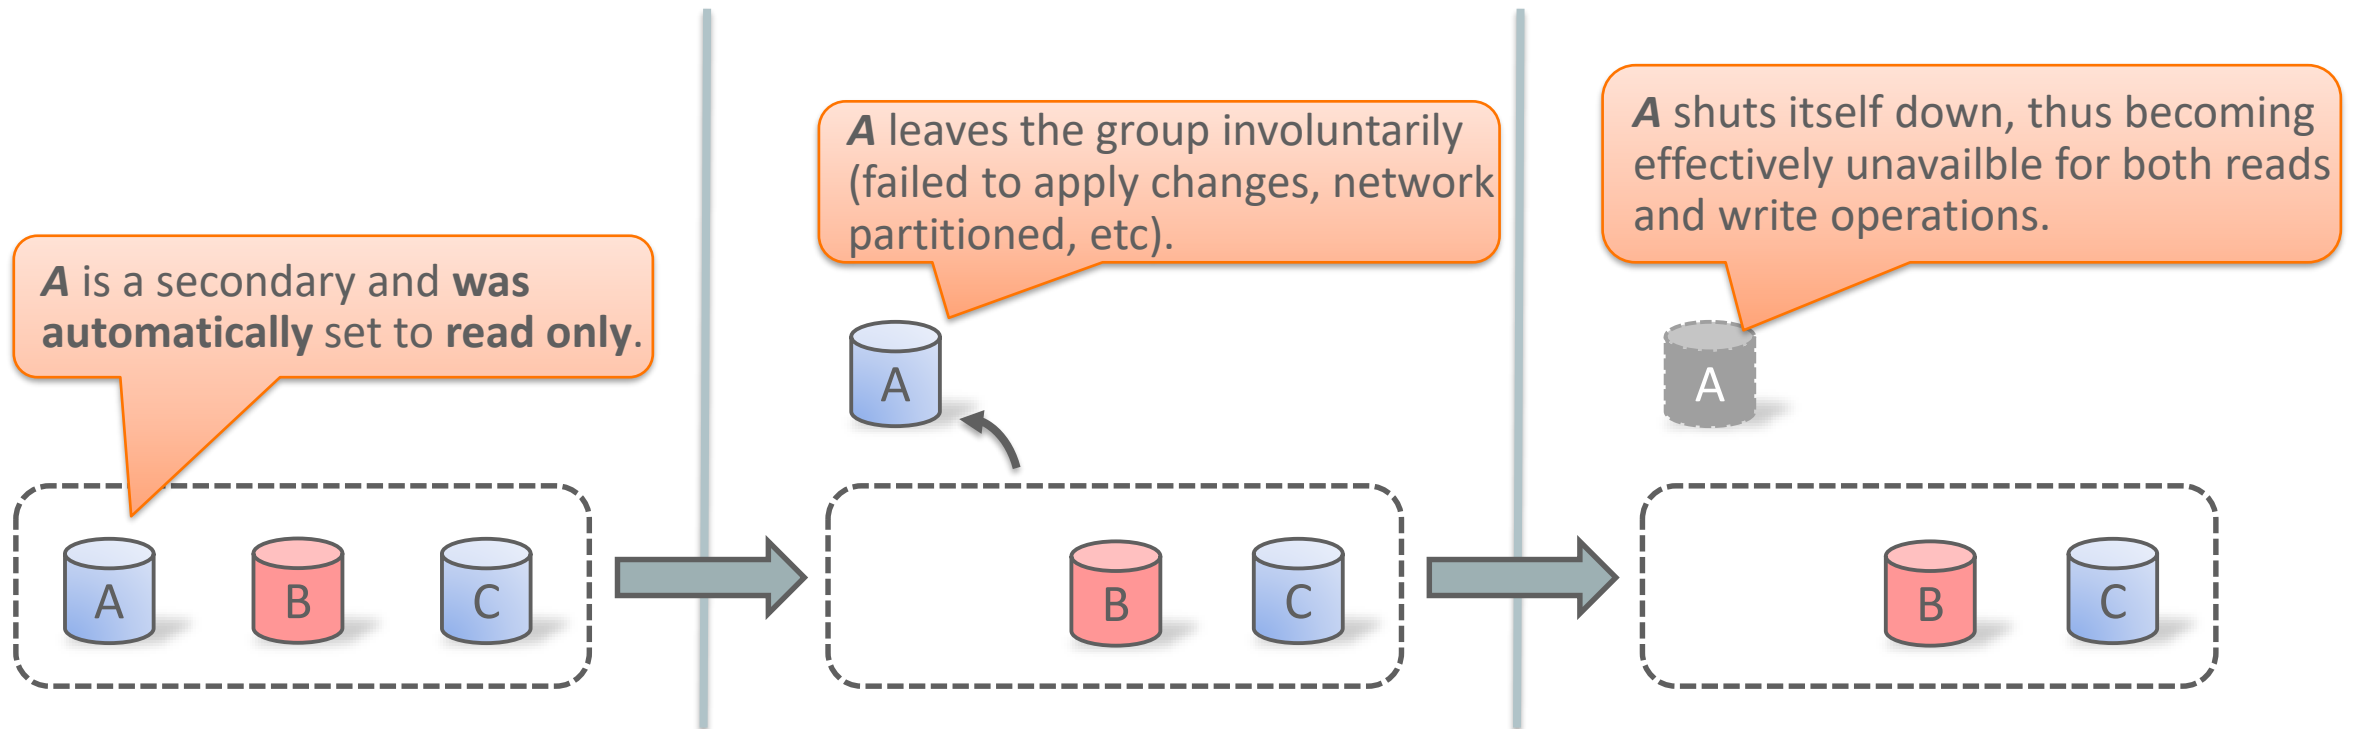 A is a secondary and was
automatically set to read only.
A
B
C
A leaves the group involuntarily
(failed to apply changes, network
partitioned, etc).
A
B
C
A shuts itself down, thus becoming
effectively unavailble for both reads
and write operations.
A
B
C